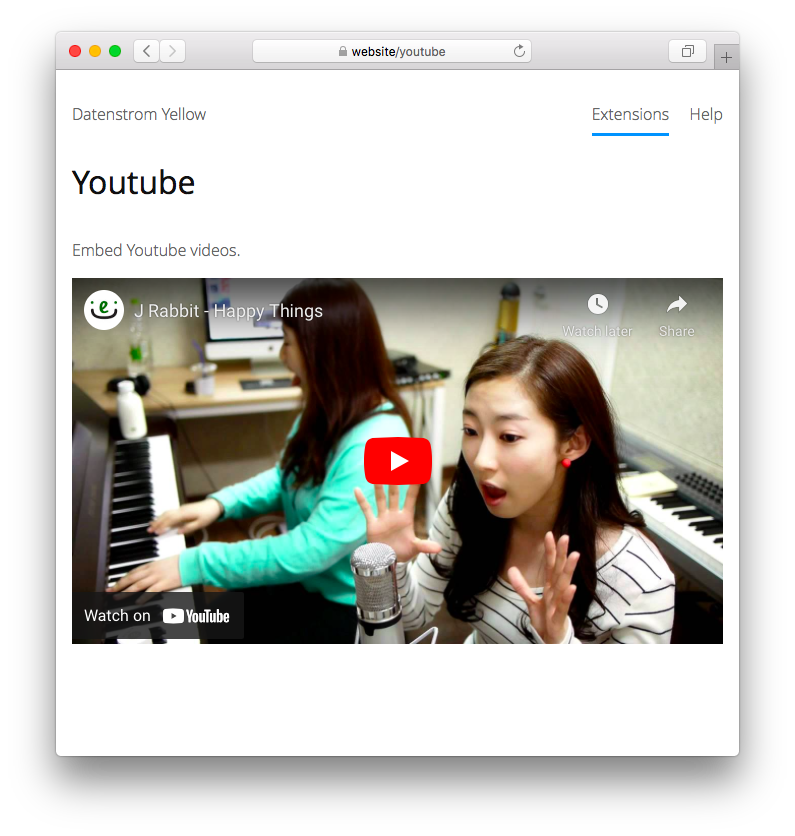 website/youtube
Datenstrom Yellow
Extensions
Help
Youtube
Embed Youtube videos.
e
J Rabbit - Happy Things
Watch later
Share
Watch on YouTube